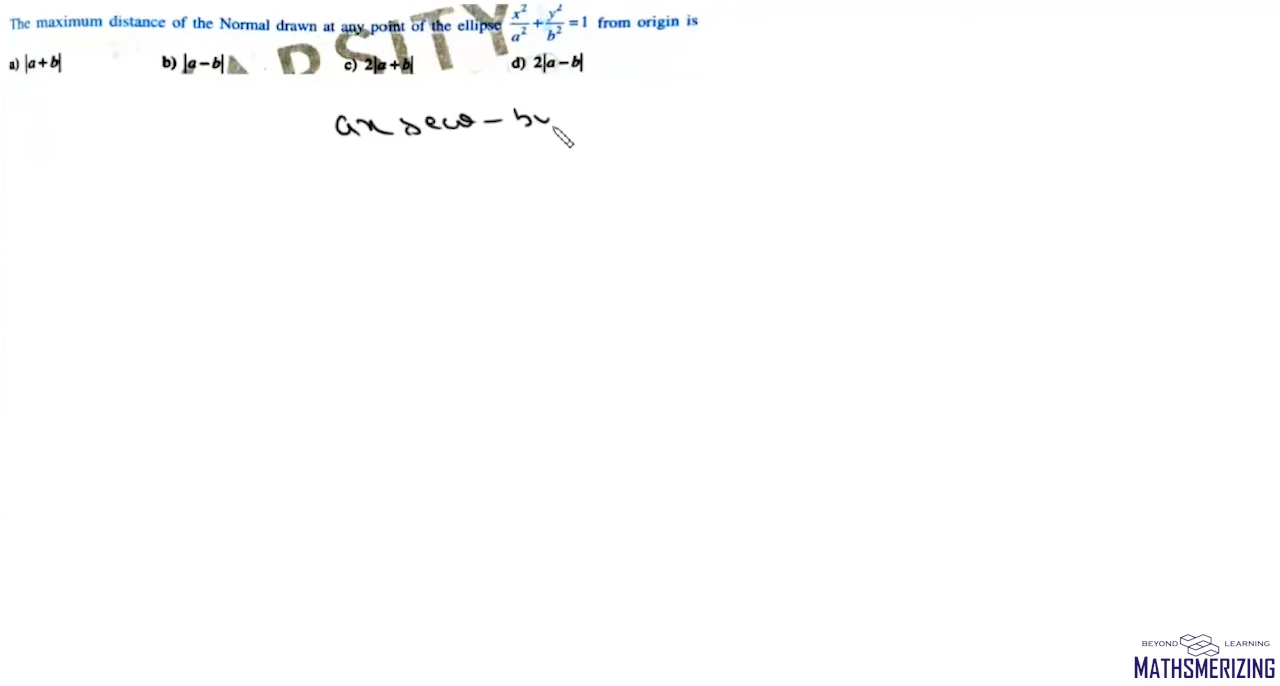 The maximum distance of the Normal drawn at any point of the ellipse x²/a² + y²/b² = 1 from origin is
a) |a+b| b) |a−b| c) 2|a+b| d) 2|a−b|
ax secθ − by
BEYOND LEARNING
MATHSMERIZING